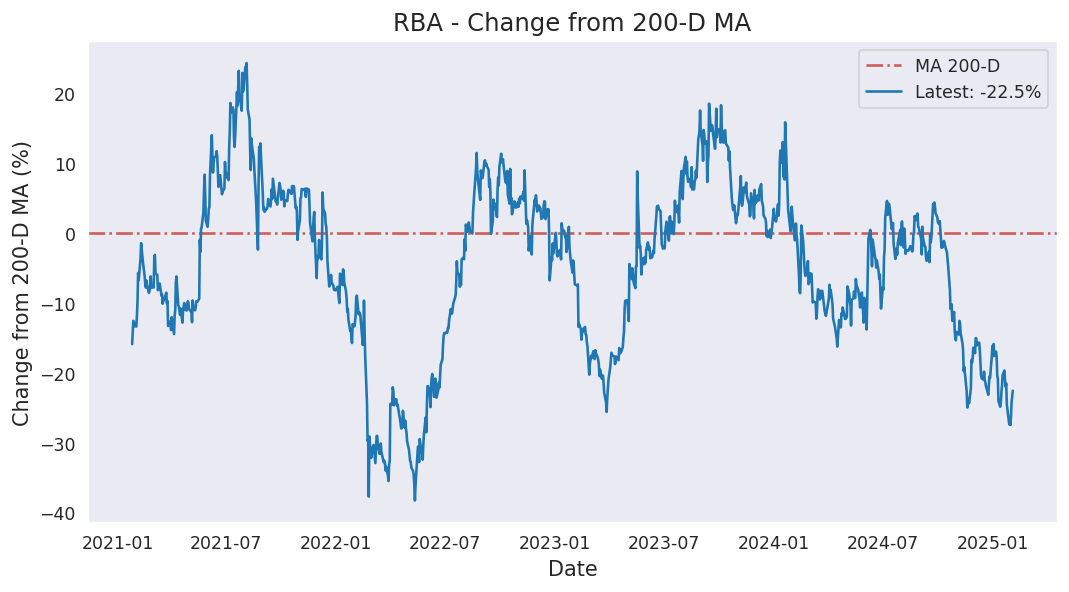 RBA - Change from 200-D MA
MA 200-D
Latest: -22.5%
Change from 200-D MA (%)
20
10
0
−10
−20
−30
−40
2021-01 2021-07 2022-01 2022-07 2023-01 2023-07 2024-01 2024-07 2025-01
Date